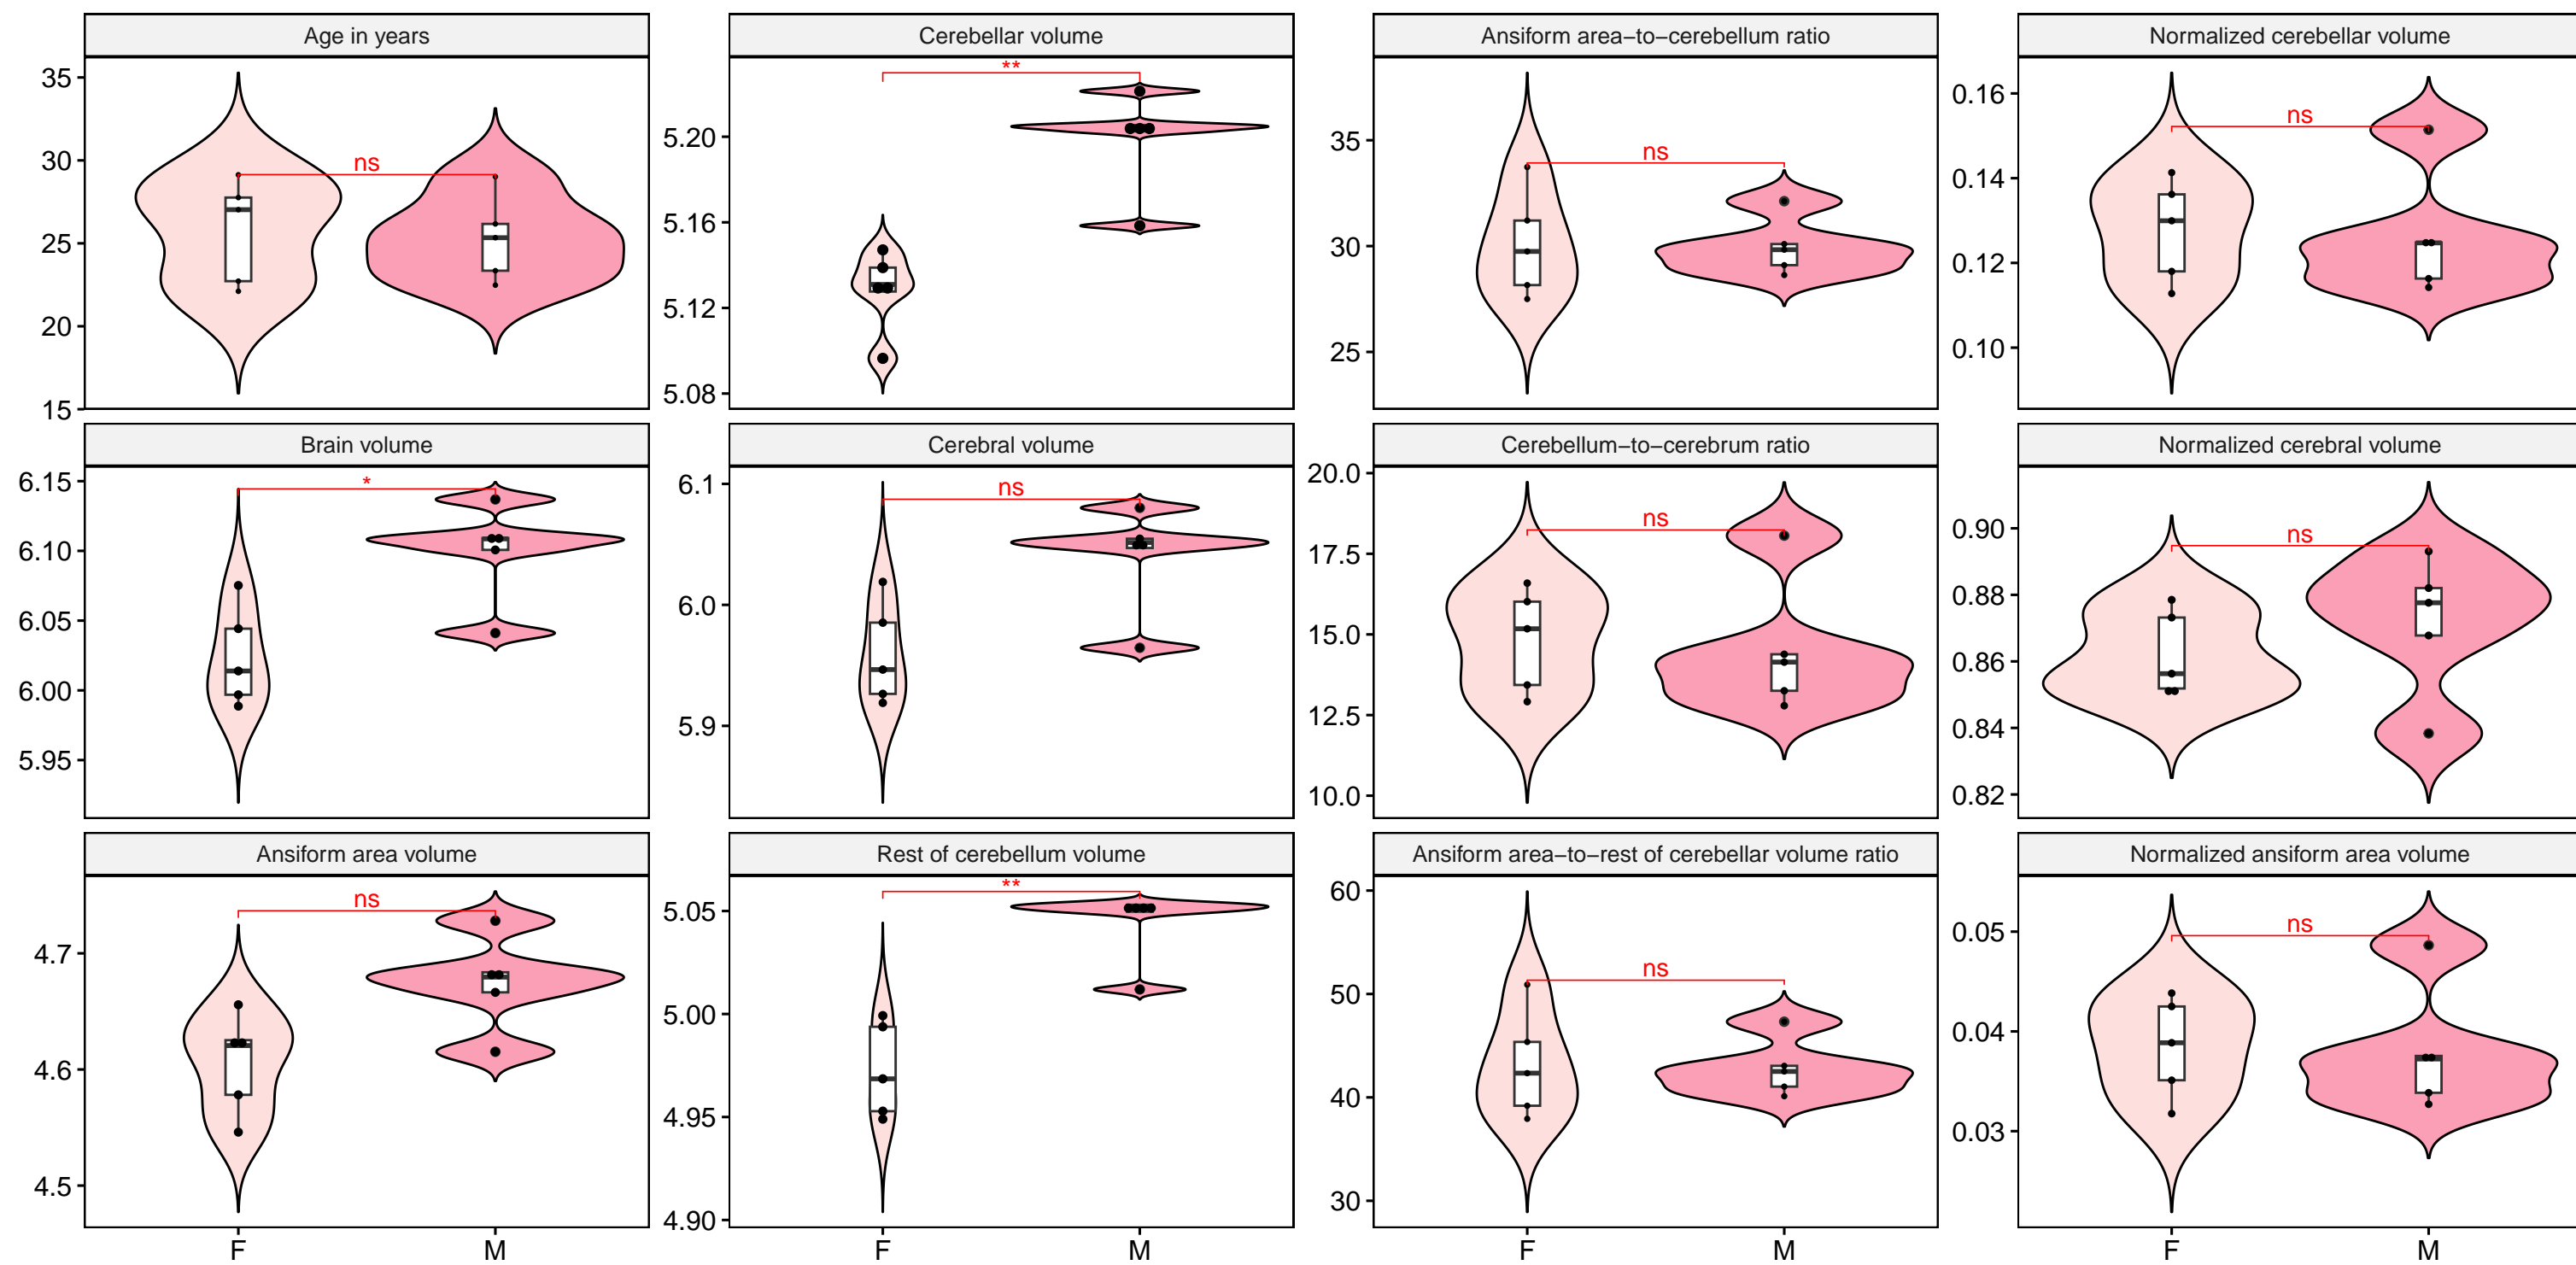 Age in years
Cerebellar volume
Ansiform area−to−cerebellum ratio
Normalized cerebellar volume
35
30
25
20
15
ns
5.20
5.16
5.12
5.08
**
35
30
25
ns
0.16
0.14
0.12
0.10
ns
Brain volume
Cerebral volume
Cerebellum−to−cerebrum ratio
Normalized cerebral volume
6.15
6.10
6.05
6.00
5.95
*
6.1
6.0
5.9
ns
20.0
17.5
15.0
12.5
10.0
ns
0.90
0.88
0.86
0.84
0.82
ns
Ansiform area volume
Rest of cerebellum volume
Ansiform area−to−rest of cerebellar volume ratio
Normalized ansiform area volume
4.7
4.6
4.5
ns
5.05
5.00
4.95
4.90
**
60
50
40
30
ns
0.05
0.04
0.03
ns
F M
F M
F M
F M